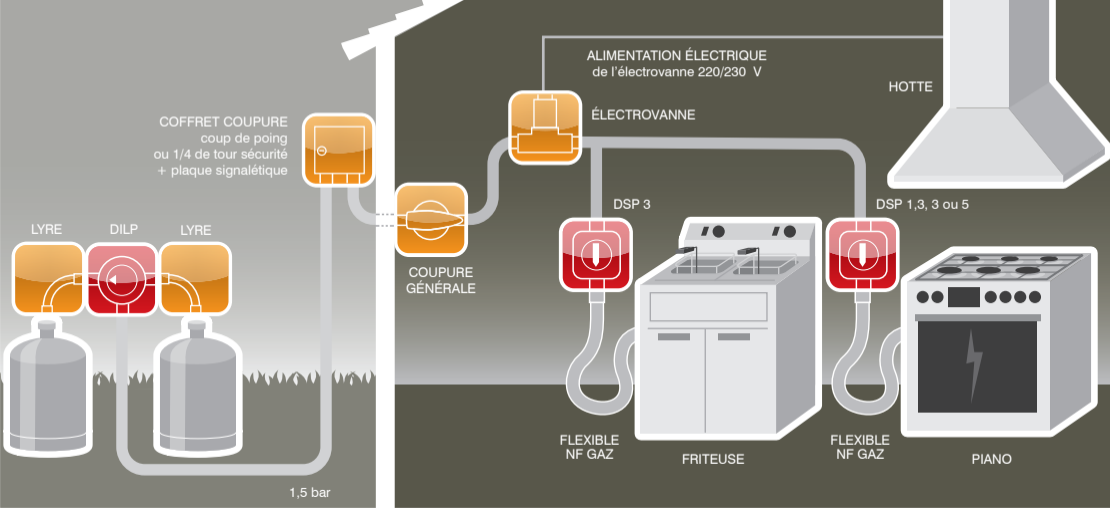 ALIMENTATION ÉLECTRIQUE
de l'électrovanne 220/230 V
HOTTE
ÉLECTROVANNE
COFFRET COUPURE
coup de poing
ou 1/4 de tour sécurité
+ plaque signalétique
DSP 3
DSP 1,3, 3 ou 5
LYRE
DILP
LYRE
COUPURE
GÉNÉRALE
FLEXIBLE
NF GAZ
FRITEUSE
FLEXIBLE
NF GAZ
PIANO
1,5 bar